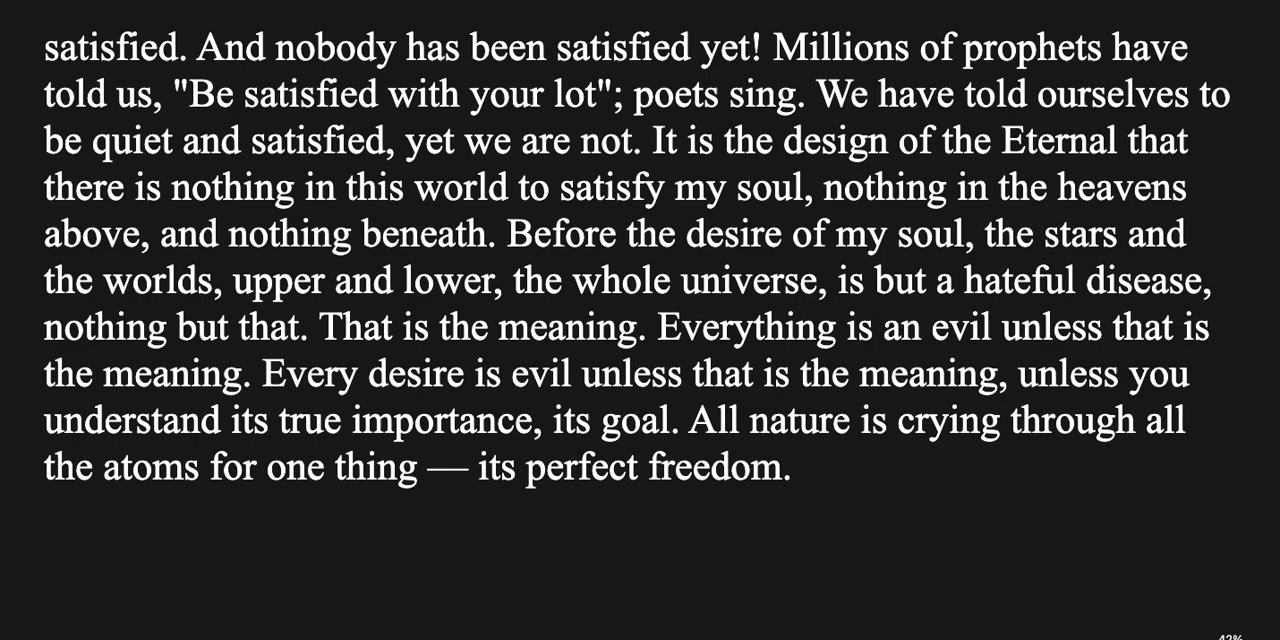 satisfied. And nobody has been satisfied yet! Millions of prophets have
told us, "Be satisfied with your lot"; poets sing. We have told ourselves to
be quiet and satisfied, yet we are not. It is the design of the Eternal that
there is nothing in this world to satisfy my soul, nothing in the heavens
above, and nothing beneath. Before the desire of my soul, the stars and
the worlds, upper and lower, the whole universe, is but a hateful disease,
nothing but that. That is the meaning. Everything is an evil unless that is
the meaning. Every desire is evil unless that is the meaning, unless you
understand its true importance, its goal. All nature is crying through all
the atoms for one thing — its perfect freedom.